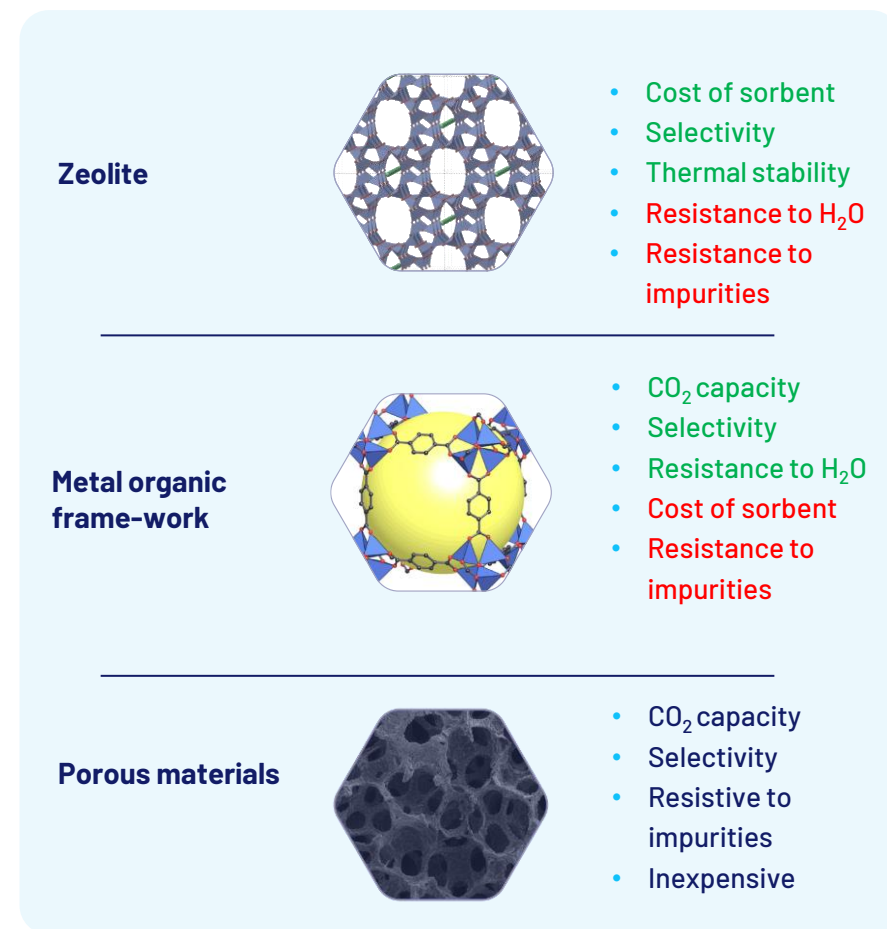 Zeolite
• Cost of sorbent
• Selectivity
• Thermal stability
• Resistance to H₂O
• Resistance to
impurities
Metal organic
frame-work
• CO₂ capacity
• Selectivity
• Resistance to H₂O
• Cost of sorbent
• Resistance to
impurities
Porous materials
• CO₂ capacity
• Selectivity
• Resistive to
impurities
• Inexpensive